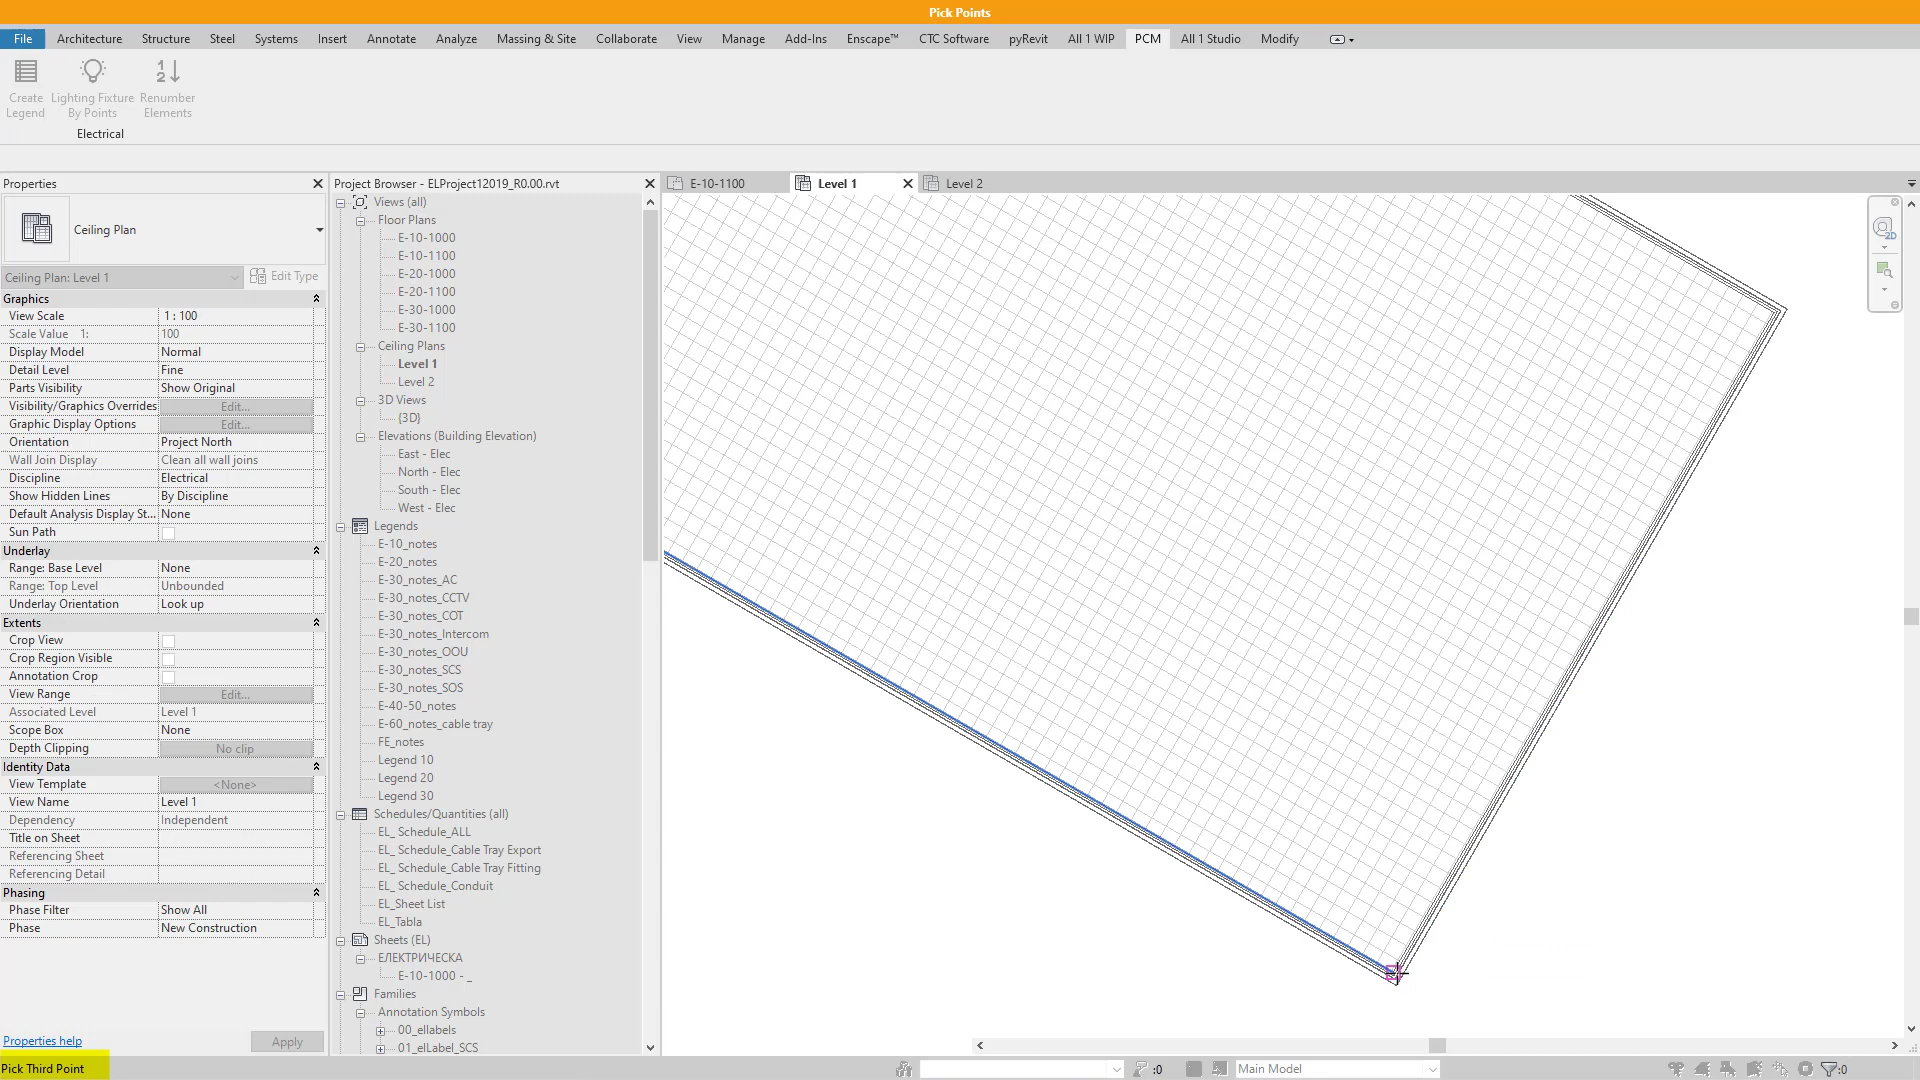 Pick Points
File Architecture Structure Steel Systems Insert Annotate Analyze Massing & Site Collaborate View Manage Add-Ins Enscape™ CTC Software pyRevit All 1 WIP PCM All 1 Studio Modify
Create Legend
Lighting Fixture By Points
Renumber Elements
Electrical
Properties
Ceiling Plan
Ceiling Plan: Level 1
Edit Type
Graphics
View Scale 1 : 100
Scale Value 1: 100
Display Model Normal
Detail Level Fine
Parts Visibility Show Original
Visibility/Graphics Overrides Edit...
Graphic Display Options Edit...
Orientation Project North
Wall Join Display Clean all wall joins
Discipline Electrical
Show Hidden Lines By Discipline
Default Analysis Display St... None
Sun Path
Underlay
Range: Base Level None
Range: Top Level Unbounded
Underlay Orientation Look up
Extents
Crop View
Crop Region Visible
Annotation Crop
View Range Edit...
Associated Level Level 1
Scope Box None
Depth Clipping No clip
Identity Data
View Template <None>
View Name Level 1
Dependency Independent
Title on Sheet
Referencing Sheet
Referencing Detail
Phasing
Phase Filter Show All
Phase New Construction
Properties help
Apply
Project Browser - ELProject12019_R0.00.rvt
Views (all)
Floor Plans
E-10-1000
E-10-1100
E-20-1000
E-20-1100
E-30-1000
E-30-1100
Ceiling Plans
Level 1
Level 2
3D Views
{3D}
Elevations (Building Elevation)
East - Elec
North - Elec
South - Elec
West - Elec
Legends
E-10_notes
E-20_notes
E-30_notes_AC
E-30_notes_CCTV
E-30_notes_COT
E-30_notes_Intercom
E-30_notes_OOU
E-30_notes_SCS
E-30_notes_SOS
E-40-50_notes
E-60_notes_cable tray
FE_notes
Legend 10
Legend 20
Legend 30
Schedules/Quantities (all)
EL_ Schedule_ALL
EL_ Schedule_Cable Tray Export
EL_ Schedule_Cable Tray Fitting
EL_ Schedule_Conduit
EL_Sheet List
EL_Tabla
Sheets (EL)
ЕЛЕКТРИЧЕСКА
E-10-1000 - _
Families
Annotation Symbols
00_ellabels
01_elLabel_SCS
E-10-1100
Level 1
Level 2
2D
Pick Third Point
:0
Main Model
:0